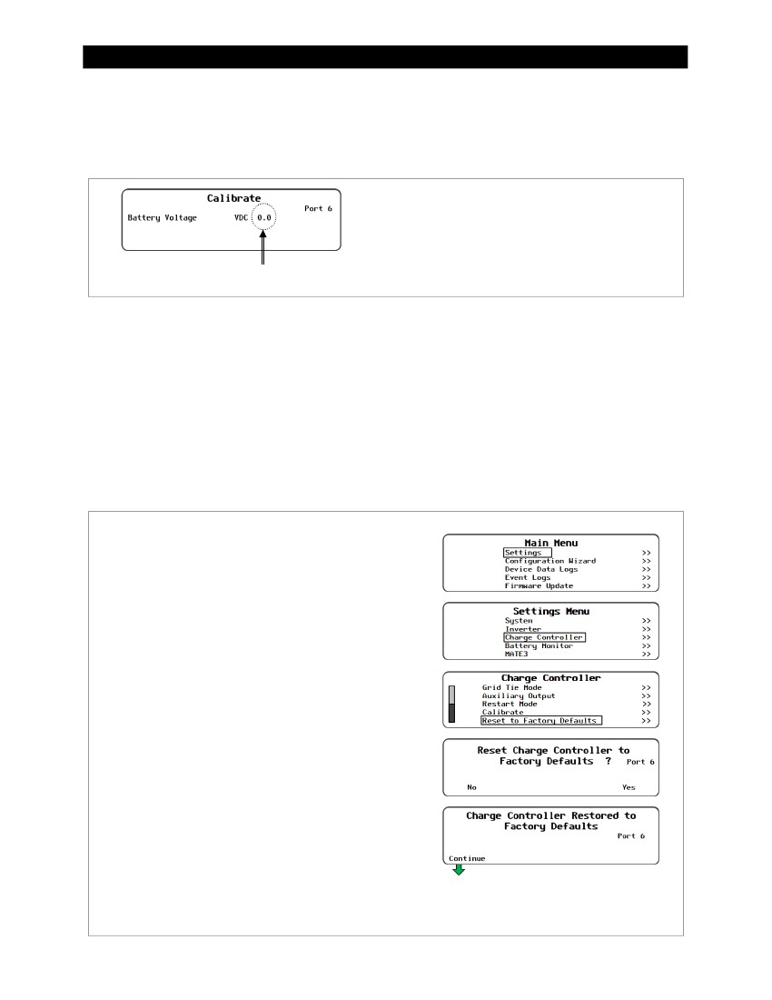 Calibrate
Port 6
Battery Voltage VDC 0.0
Main Menu
Settings >>
Configuration Wizard >>
Device Data Logs >>
Event Logs >>
Firmware Update >>
Settings Menu
System >>
Inverter >>
Charge Controller >>
Battery Monitor >>
MATE3 >>
Charge Controller
Grid Tie Mode >>
Auxiliary Output >>
Restart Mode >>
Calibrate >>
Reset to Factory Defaults >>
Reset Charge Controller to
Factory Defaults ? Port 6
No Yes
Charge Controller Restored to
Factory Defaults
Port 6
Continue